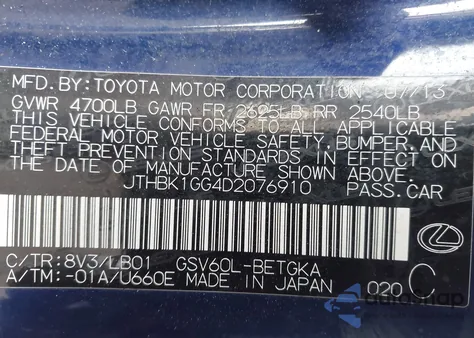 MFD. BY: TOYOTA MOTOR CORPORATION 07/13
GVWR 4700LB GAWR FR 2625LB RR 2540LB
THIS VEHICLE CONFORMS TO ALL APPLICABLE
FEDERAL MOTOR VEHICLE SAFETY, BUMPER, AND
THEFT PREVENTION STANDARDS IN EFFECT ON
THE DATE OF MANUFACTURE SHOWN ABOVE.
JTHBK1GG4D2076910 PASS.CAR
C/TR: 8V3/LB01 GSV60L-BETGKA
A/TM: -01A/U660E MADE IN JAPAN 020 C
autosnap